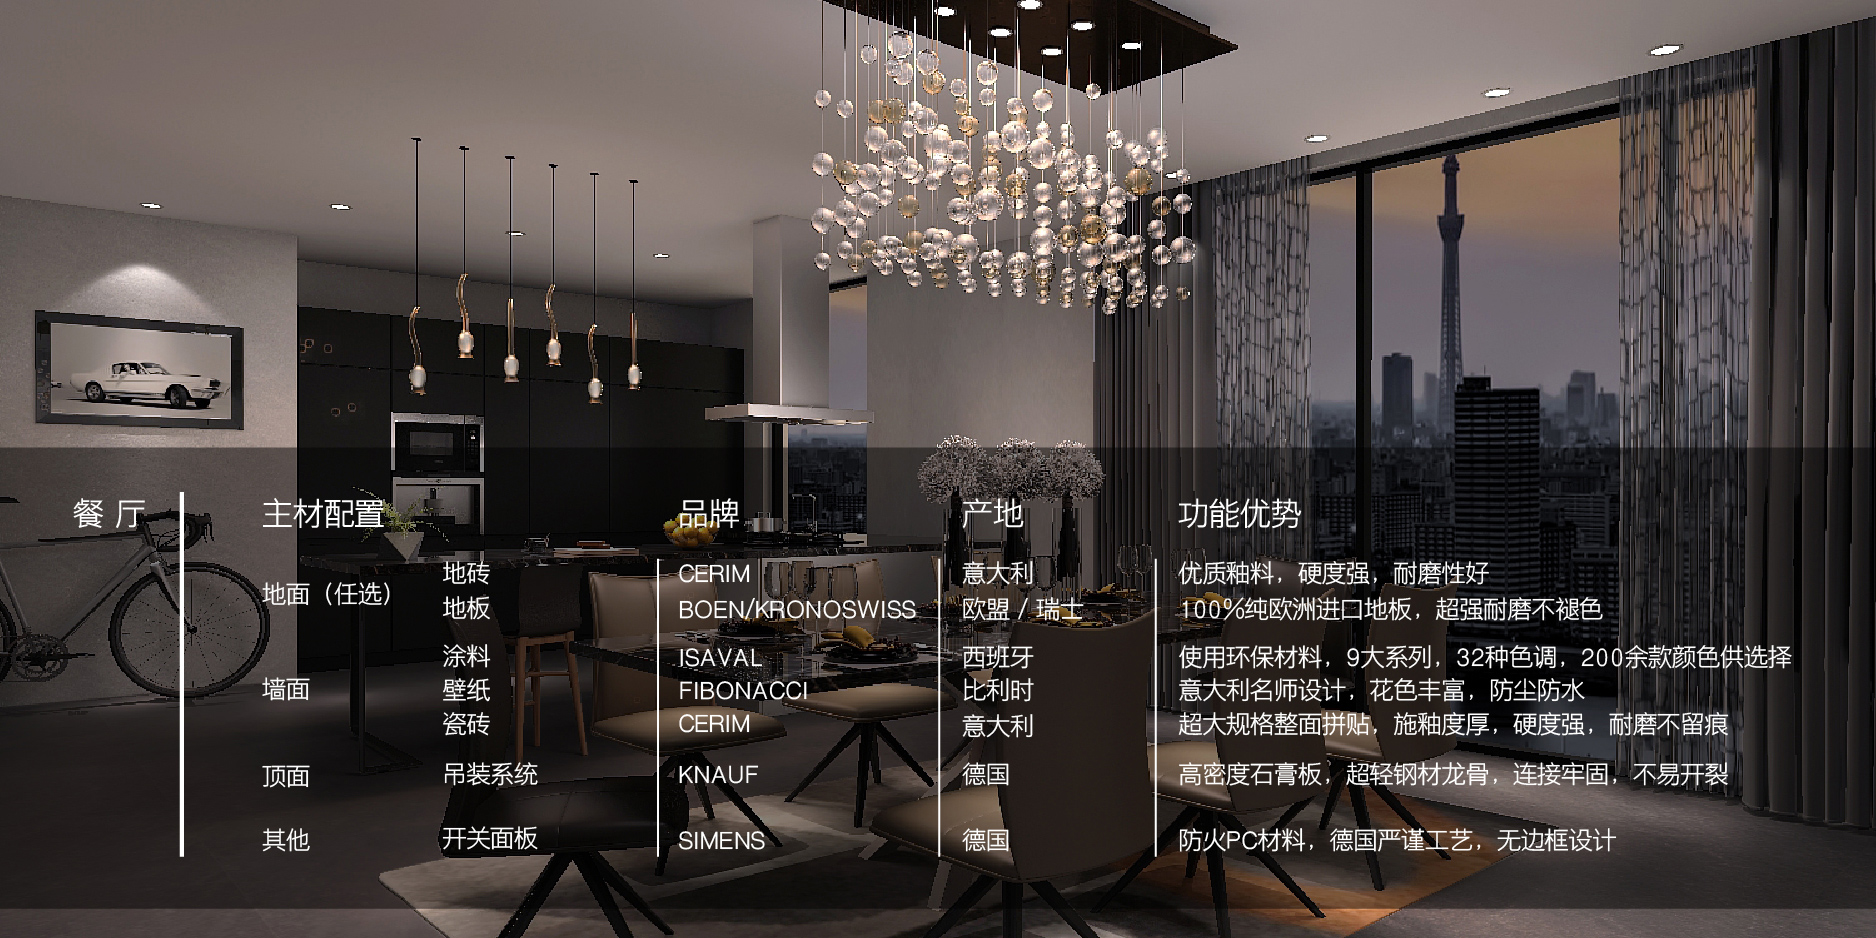 餐 厅
主材配置 品牌 产地 功能优势
地面（任选） 地砖 CERIM 意大利 优质釉料，硬度强，耐磨性好
地板 BOEN/KRONOSWISS 欧盟 / 瑞士 100%纯欧洲进口地板，超强耐磨不褪色
墙面 涂料 ISAVAL 西班牙 使用环保材料，9大系列，32种色调，200余款颜色供选择
壁纸 FIBONACCI 比利时 意大利名师设计，花色丰富，防尘防水
瓷砖 CERIM 意大利 超大规格整面拼贴，施釉度厚，硬度强，耐磨不留痕
顶面 吊装系统 KNAUF 德国 高密度石膏板，超轻钢材龙骨，连接牢固，不易开裂
其他 开关面板 SIMENS 德国 防火PC材料，德国严谨工艺，无边框设计